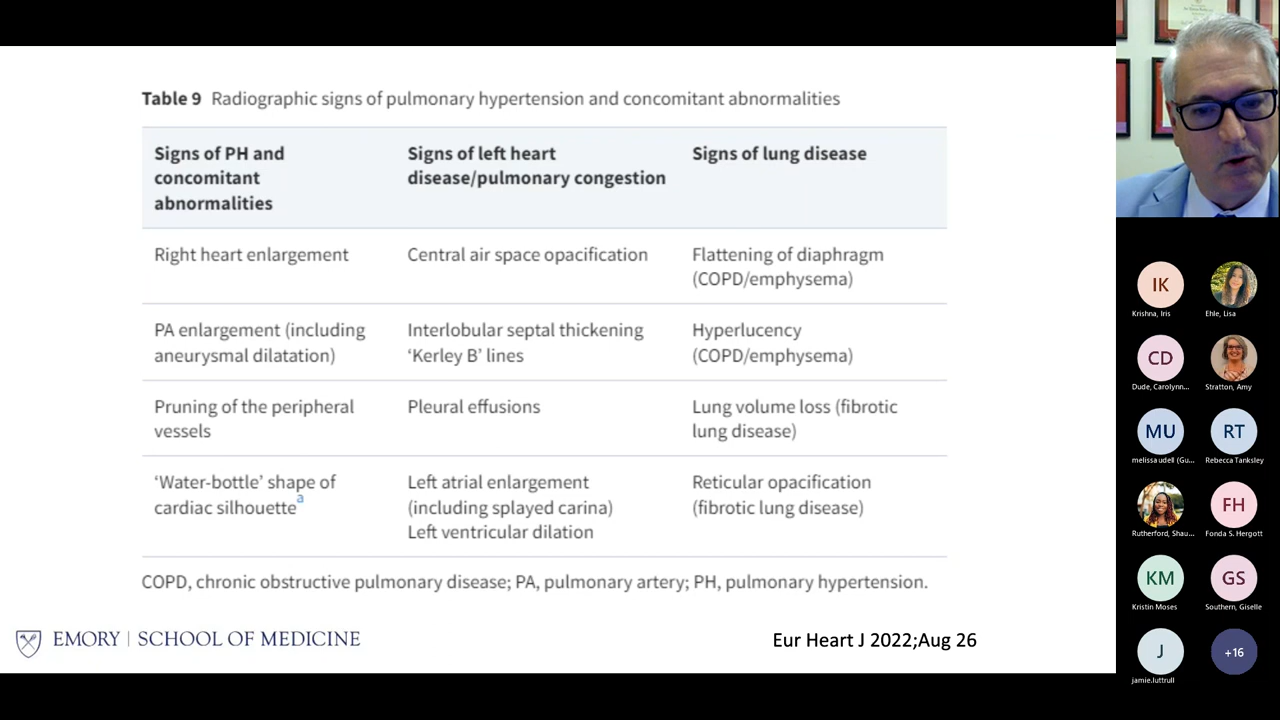 Table 9 Radiographic signs of pulmonary hypertension and concomitant abnormalities
Signs of PH and
concomitant
abnormalities
Signs of left heart
disease/pulmonary congestion
Signs of lung disease
Right heart enlargement
Central air space opacification
Flattening of diaphragm
(COPD/emphysema)
PA enlargement (including
aneurysmal dilatation)
Interlobular septal thickening
‘Kerley B’ lines
Hyperlucency
(COPD/emphysema)
Pruning of the peripheral
vessels
Pleural effusions
Lung volume loss (fibrotic
lung disease)
‘Water-bottle’ shape of
cardiac silhouette a
Left atrial enlargement
(including splayed carina)
Left ventricular dilation
Reticular opacification
(fibrotic lung disease)
COPD, chronic obstructive pulmonary disease; PA, pulmonary artery; PH, pulmonary hypertension.
EMORY | SCHOOL OF MEDICINE
Eur Heart J 2022;Aug 26
IK
Krishna, Iris
Ehle, Lisa
CD
Dude, Carolynn...
Stratton, Amy
MU
melissa udell (Gu...
RT
Rebecca Tanksley
Rutherford, Shau...
FH
Fonda S. Hergott
KM
Kristin Moses
GS
Southern, Giselle
J
jamie.luttrull
+16